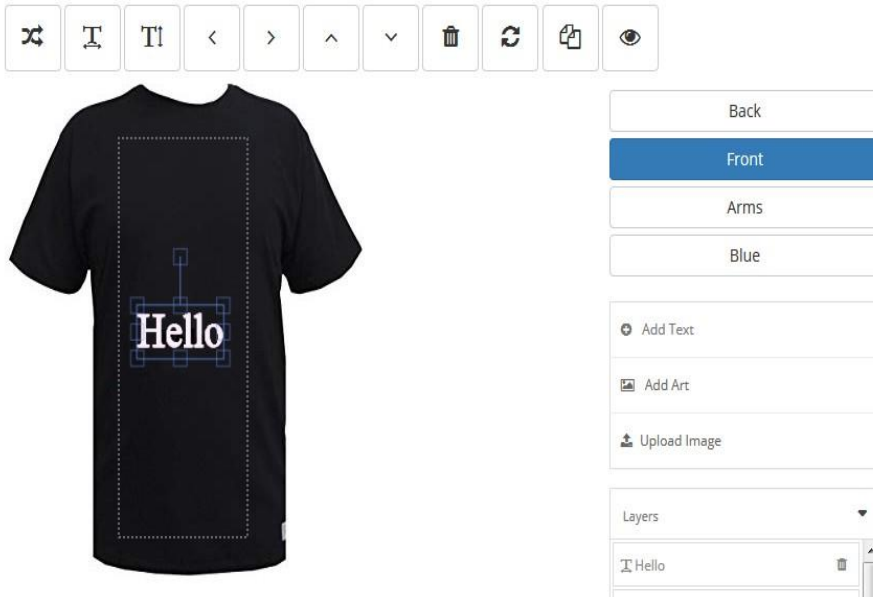 Back
Front
Hello
Arms
Blue
Add Text
Add Art
Upload Image
Layers
Hello